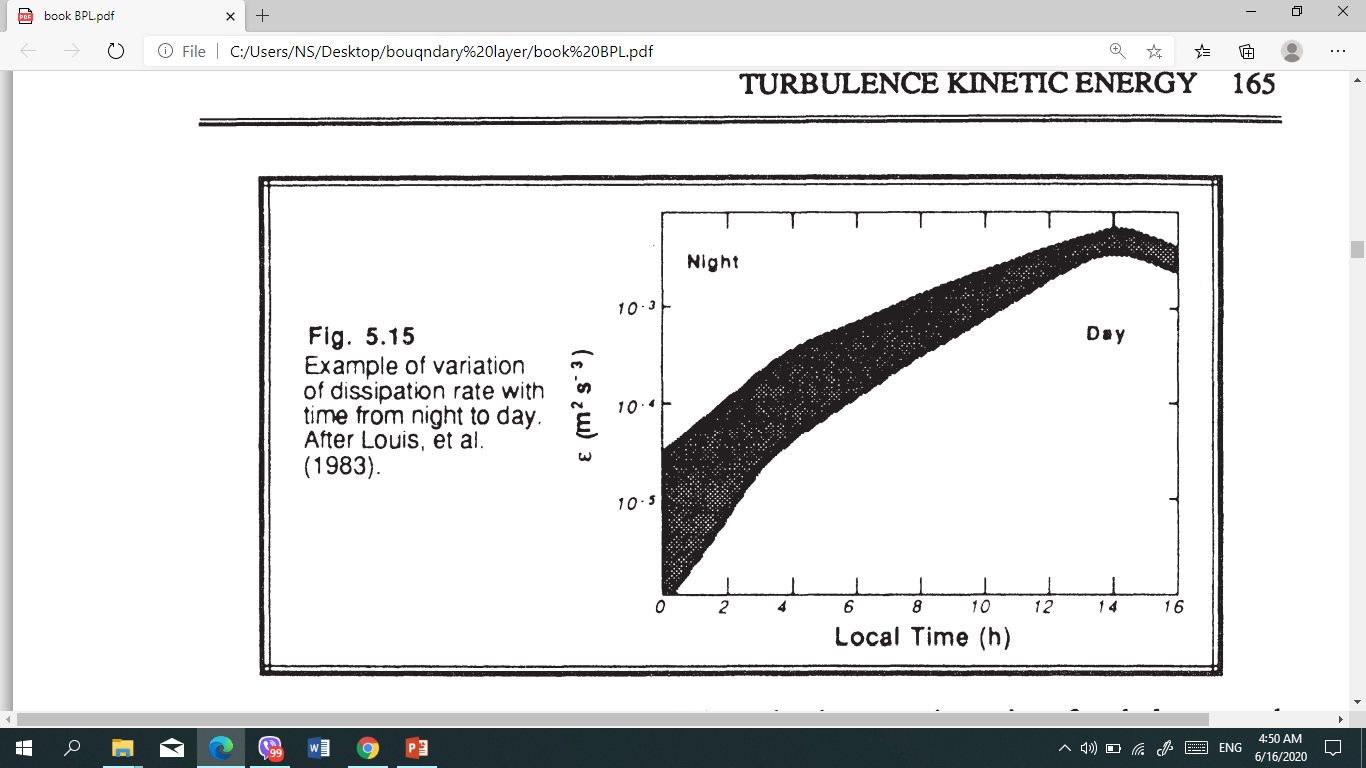 book BPL.pdf
File
C:/Users/NS/Desktop/bouqndary%20layer/book%20BPL.pdf
TURBULENCE KINETIC ENERGY 165
Fig. 5.15
Example of variation
of dissipation rate with
time from night to day.
After Louis, et al.
(1983).
ε (m² s⁻³)
10⁻³
10⁻⁴
10⁻⁵
Night
Day
0 2 4 6 8 10 12 14 16
Local Time (h)
99
ENG
4:50 AM
6/16/2020